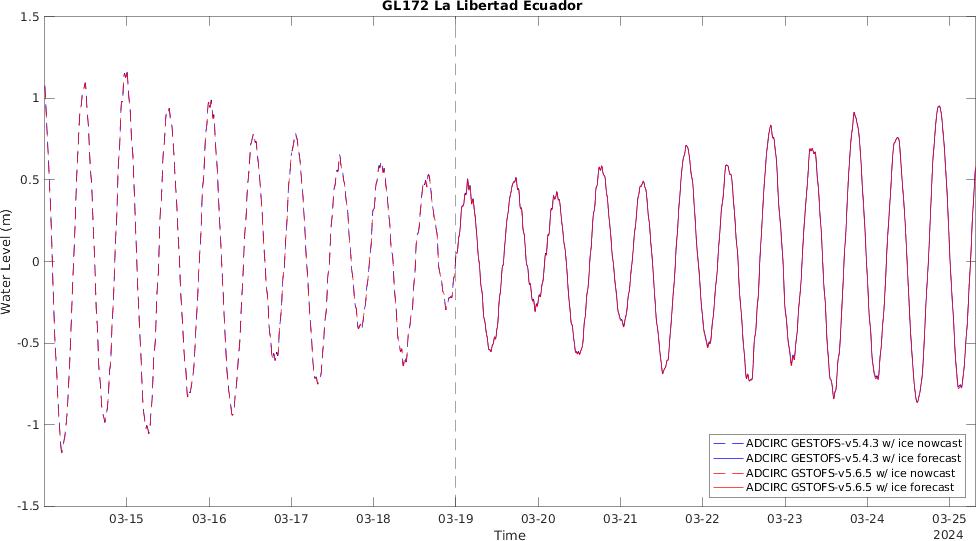 GL172 La Libertad Ecuador
1.5
1
0.5
0
-0.5
-1
-1.5
Water Level (m)
03-15 03-16 03-17 03-18 03-19 03-20 03-21 03-22 03-23 03-24 03-25
2024
Time
ADCIRC GESTOFS-v5.4.3 w/ ice nowcast
ADCIRC GESTOFS-v5.4.3 w/ ice forecast
ADCIRC GSTOFS-v5.6.5 w/ ice nowcast
ADCIRC GSTOFS-v5.6.5 w/ ice forecast